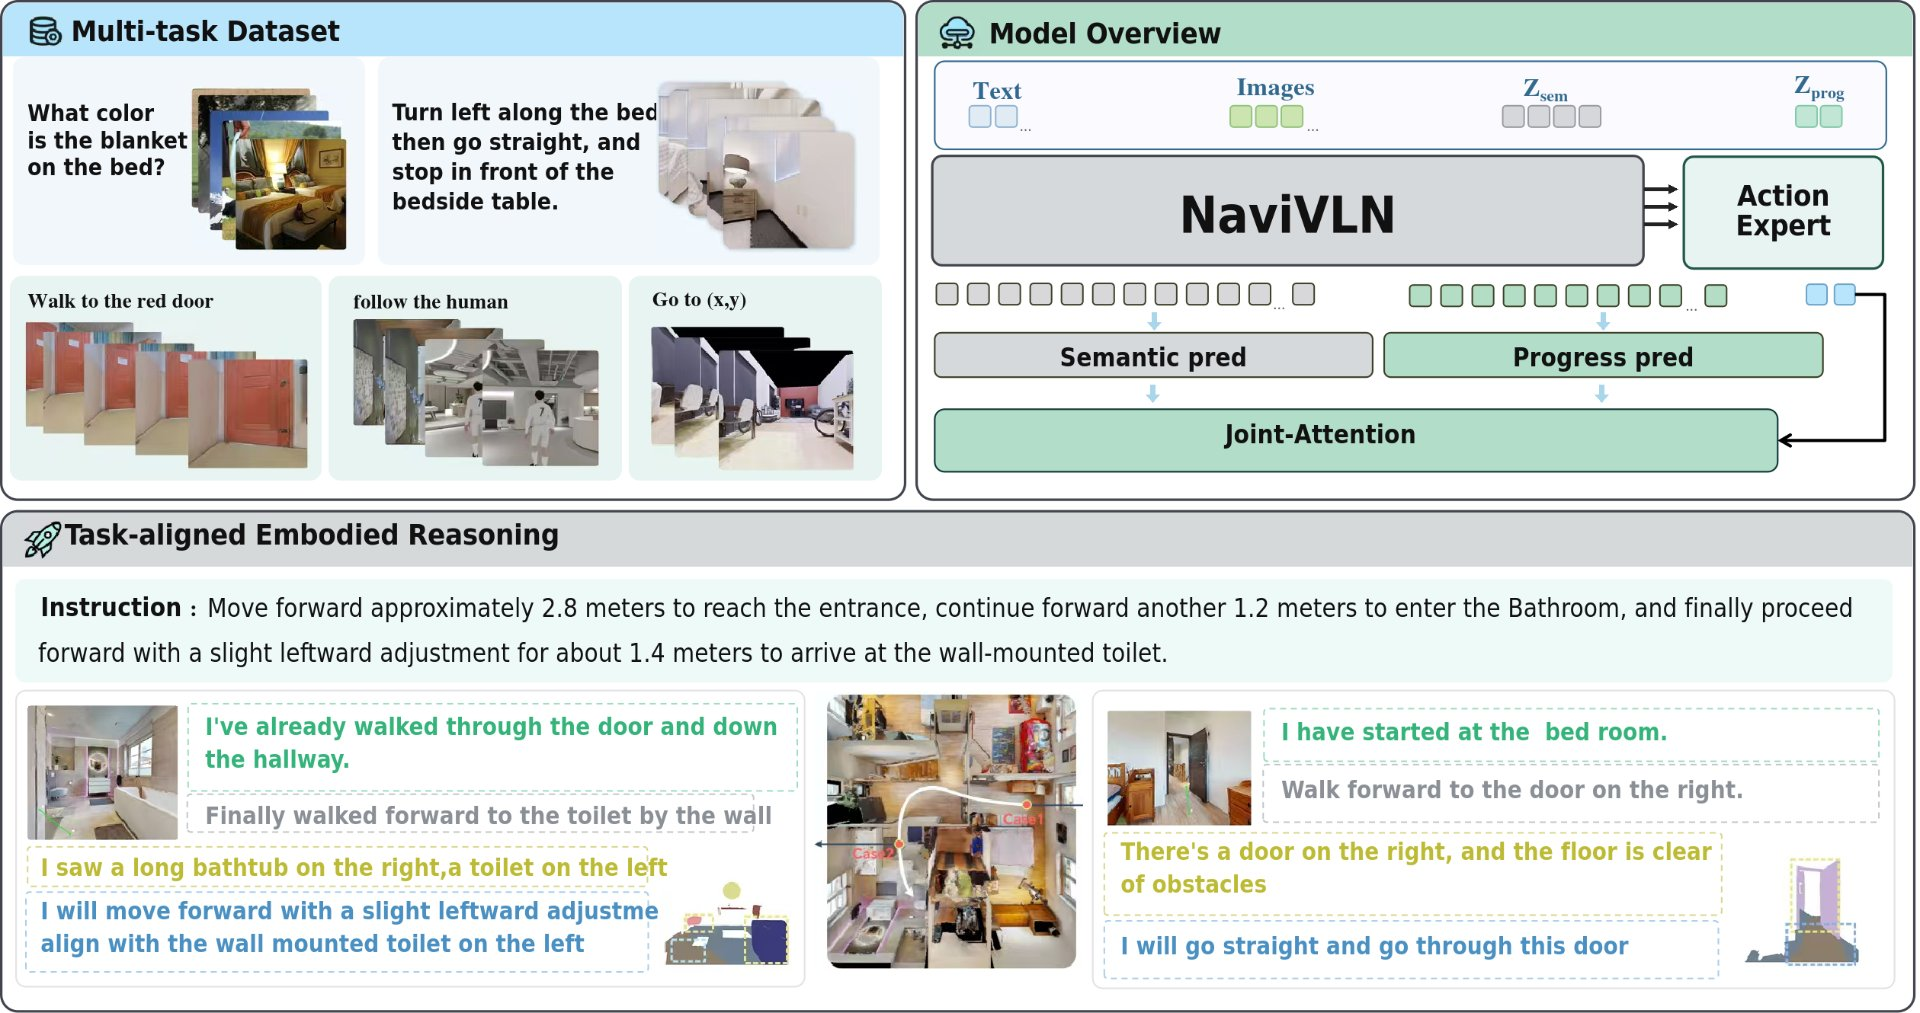 Multi-task Dataset
What color
is the blanket
on the bed?
Turn left along the bed
then go straight, and
stop in front of the
bedside table.
Walk to the red door
follow the human
Go to (x,y)
Model Overview
Text
Images
Z_sem
Z_prog
...
...
NaviVLN
Action
Expert
...
...
Semantic pred
Progress pred
Joint-Attention
Task-aligned Embodied Reasoning
Instruction : Move forward approximately 2.8 meters to reach the entrance, continue forward another 1.2 meters to enter the Bathroom, and finally proceed
forward with a slight leftward adjustment for about 1.4 meters to arrive at the wall-mounted toilet.
I've already walked through the door and down
the hallway.
Finally walked forward to the toilet by the wall
I saw a long bathtub on the right,a toilet on the left
I will move forward with a slight leftward adjustme
align with the wall mounted toilet on the left
Case1
Case2
I have started at the  bed room.
Walk forward to the door on the right.
There's a door on the right, and the floor is clear
of obstacles
I will go straight and go through this door